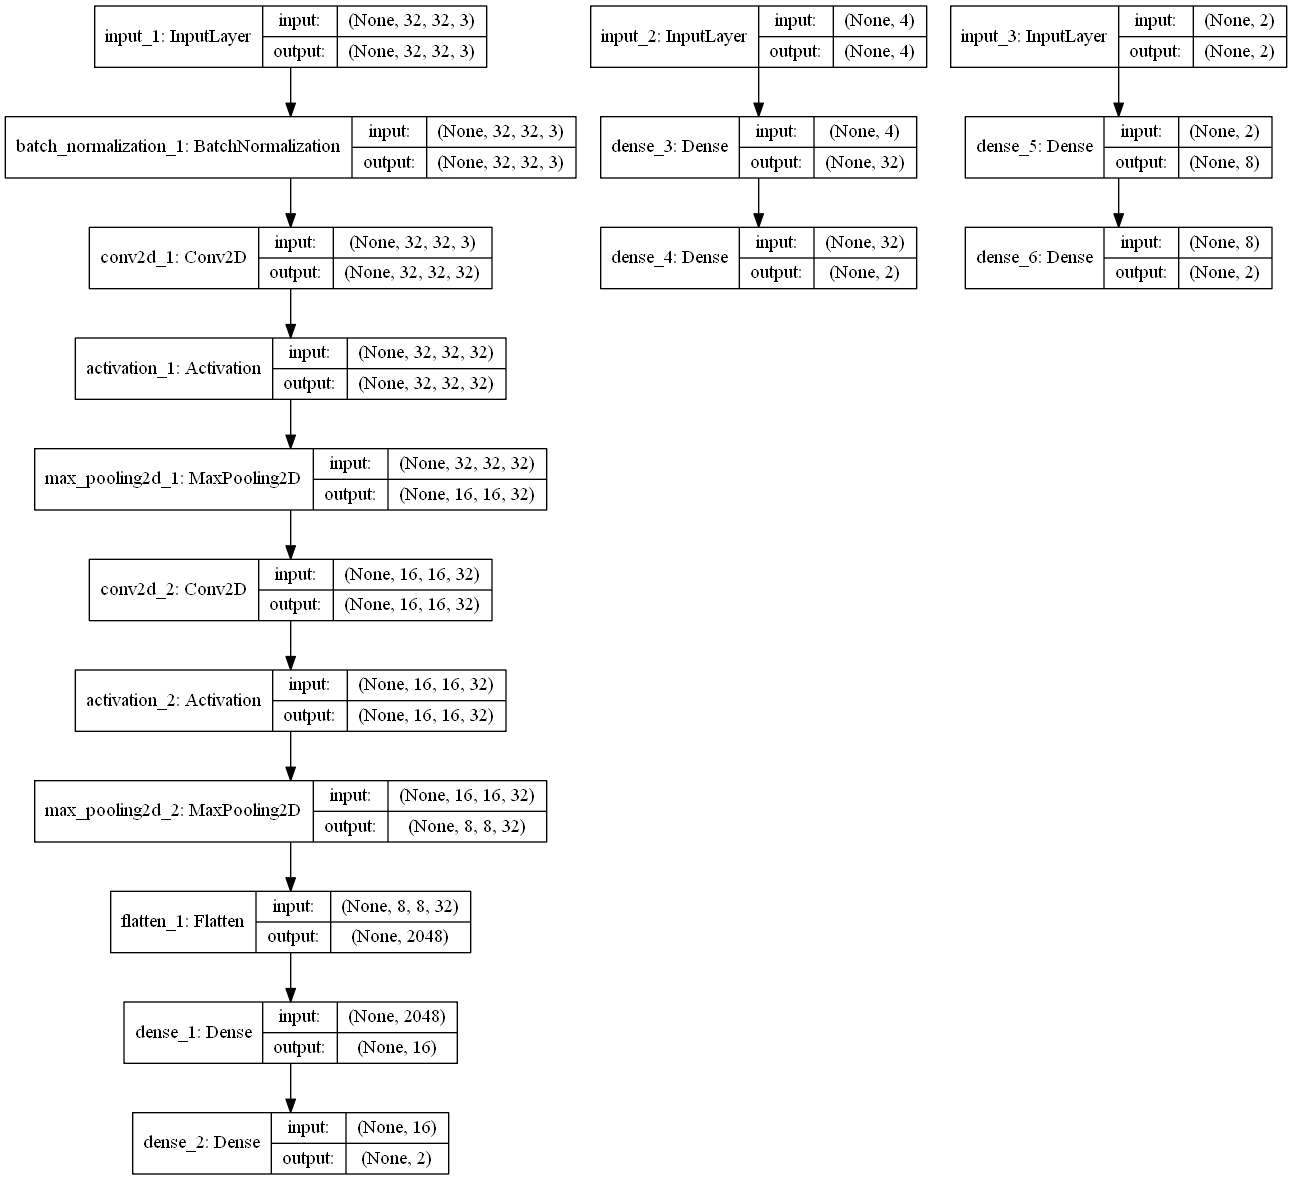 input_1: InputLayer
input: (None, 32, 32, 3)
output: (None, 32, 32, 3)
batch_normalization_1: BatchNormalization
input: (None, 32, 32, 3)
output: (None, 32, 32, 3)
conv2d_1: Conv2D
input: (None, 32, 32, 3)
output: (None, 32, 32, 32)
activation_1: Activation
input: (None, 32, 32, 32)
output: (None, 32, 32, 32)
max_pooling2d_1: MaxPooling2D
input: (None, 32, 32, 32)
output: (None, 16, 16, 32)
conv2d_2: Conv2D
input: (None, 16, 16, 32)
output: (None, 16, 16, 32)
activation_2: Activation
input: (None, 16, 16, 32)
output: (None, 16, 16, 32)
max_pooling2d_2: MaxPooling2D
input: (None, 16, 16, 32)
output: (None, 8, 8, 32)
flatten_1: Flatten
input: (None, 8, 8, 32)
output: (None, 2048)
dense_1: Dense
input: (None, 2048)
output: (None, 16)
dense_2: Dense
input: (None, 16)
output: (None, 2)
input_2: InputLayer
input: (None, 4)
output: (None, 4)
dense_3: Dense
input: (None, 4)
output: (None, 32)
dense_4: Dense
input: (None, 32)
output: (None, 2)
input_3: InputLayer
input: (None, 2)
output: (None, 2)
dense_5: Dense
input: (None, 2)
output: (None, 8)
dense_6: Dense
input: (None, 8)
output: (None, 2)